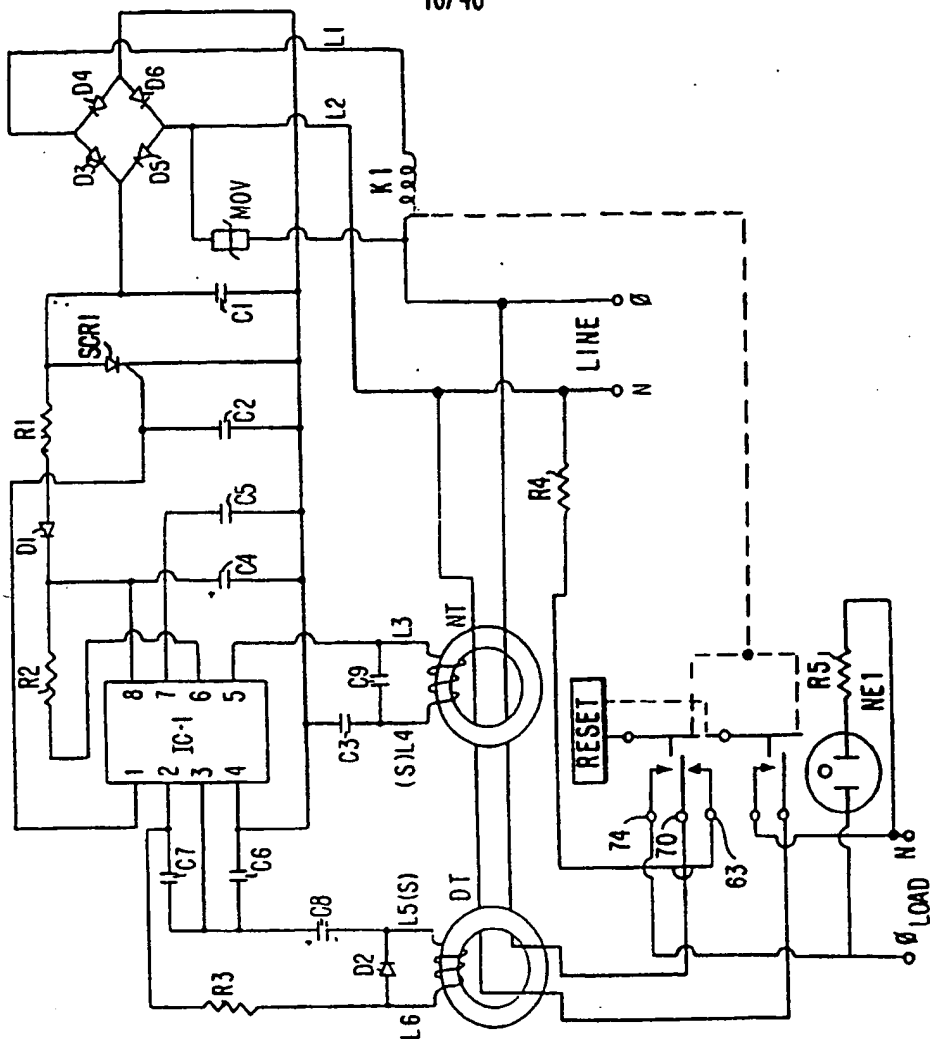 10/40
L1
D4
D6
L2
D3
D5
K1
MOV
C1
SCR1
LINE
Ø
N
R1
C2
R4
C5
D1
C4
R2
8
7
6
5
IC-1
1
2
3
4
L3
NT
C9
C3
(S)L4
RESET
R5
NE1
74
70
63
C7
C6
C8
L5(S)
DT
D2
R3
L6
N
Ø
LOAD